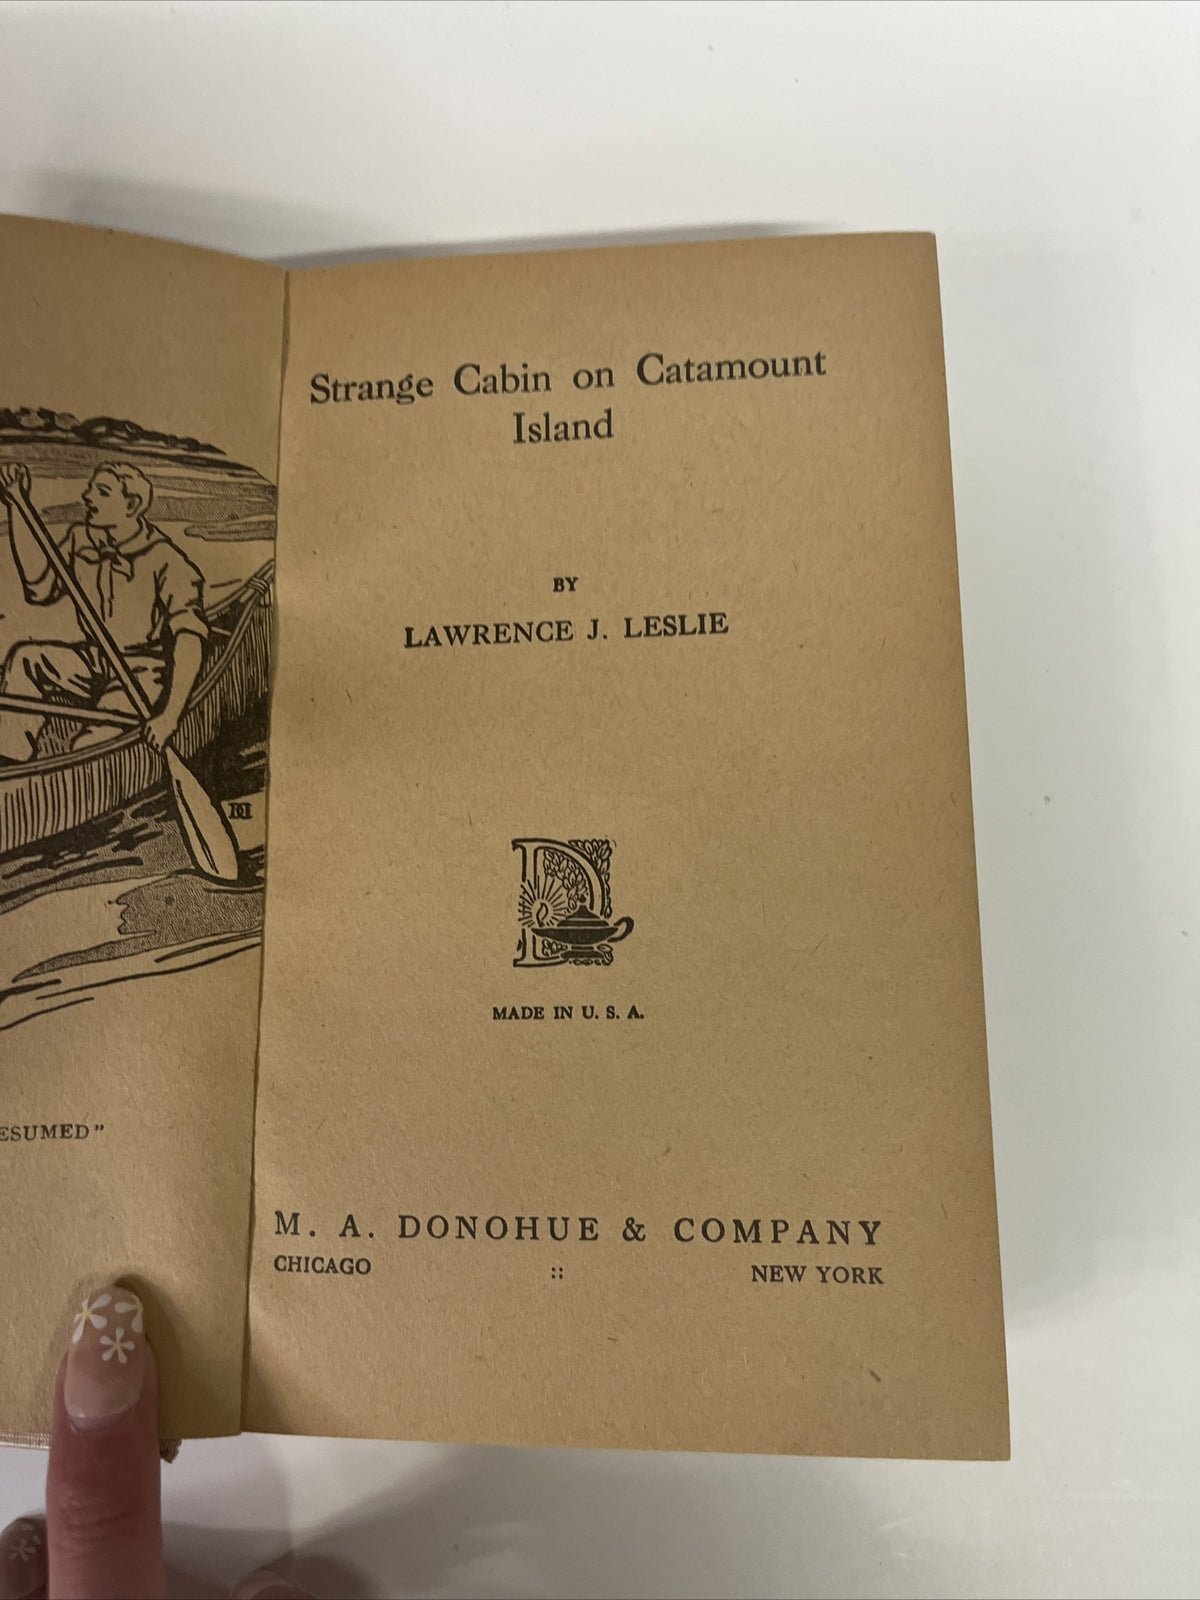 Strange Cabin on Catamount
Island
BY
LAWRENCE J. LESLIE
D
MADE IN U. S. A.
ESUMED"
M. A. DONOHUE & COMPANY
CHICAGO :: NEW YORK